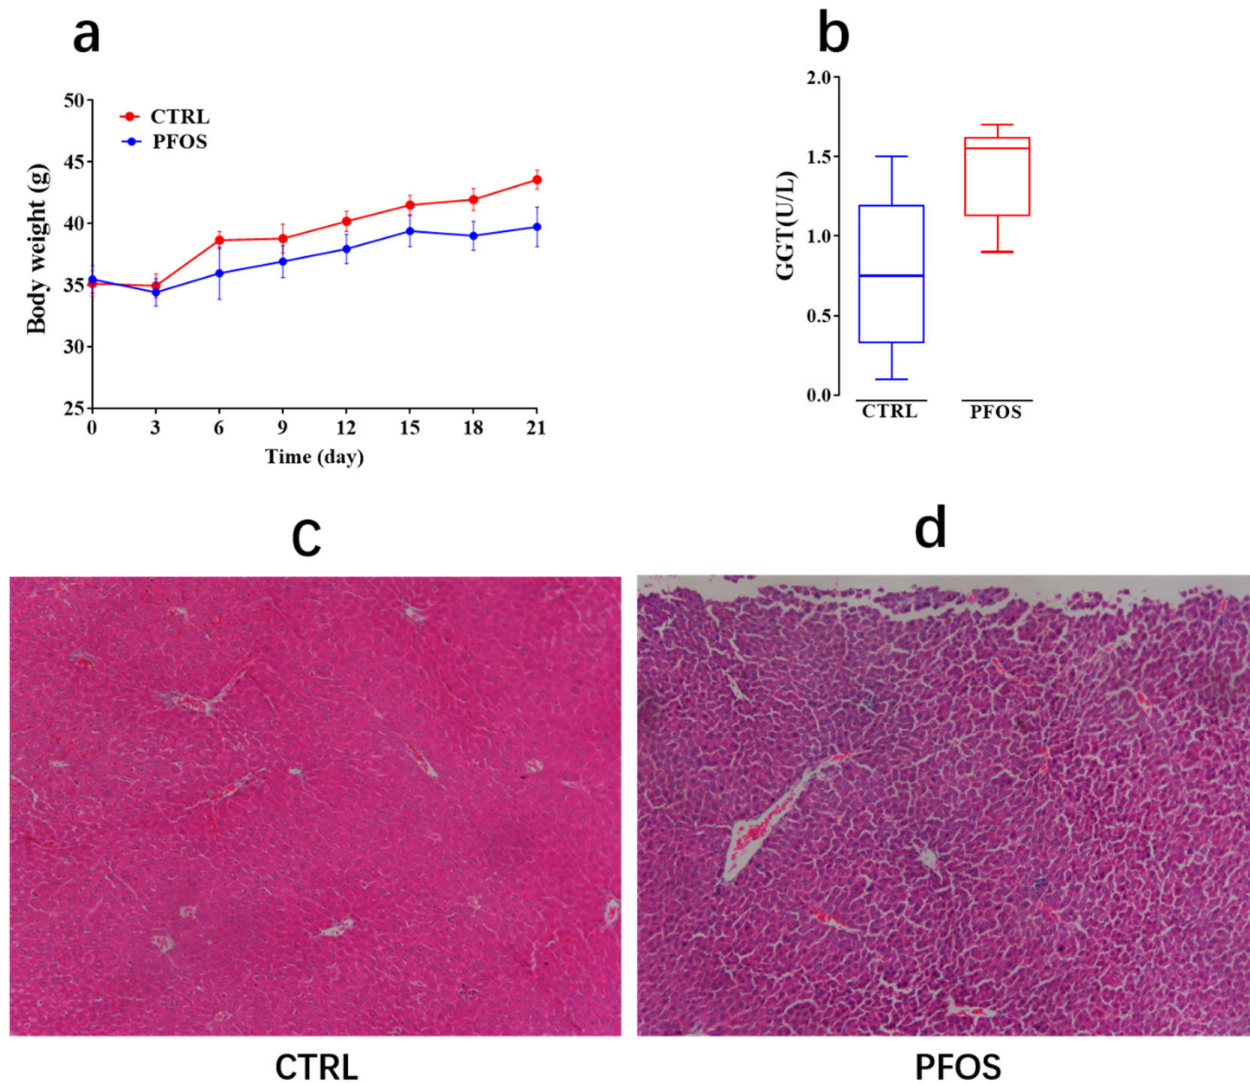 a
50
45
40
35
30
25
Body weight (g)
CTRL
PFOS
0 3 6 9 12 15 18 21
Time (day)
b
2.0
1.5
1.0
0.5
0.0
GGT(U/L)
CTRL PFOS
c
CTRL
d
PFOS